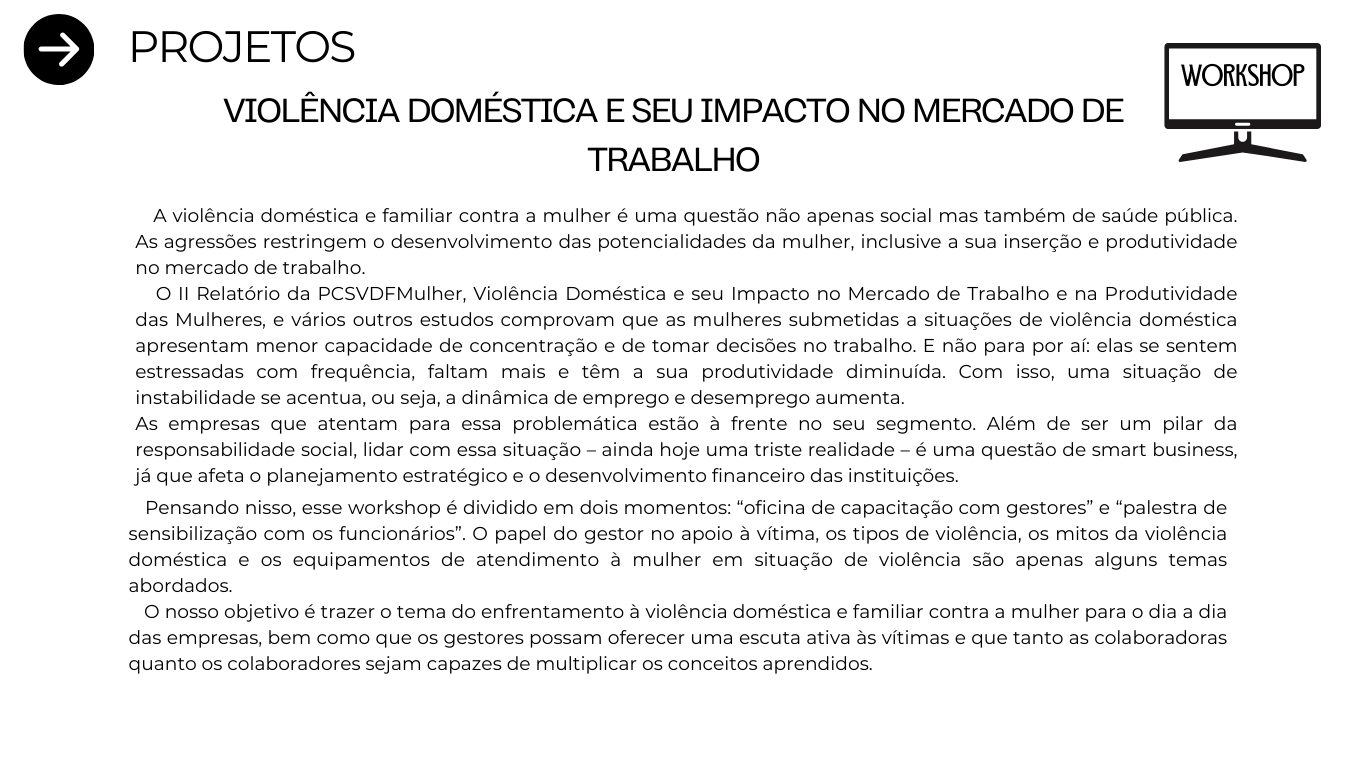 PROJETOS
WORKSHOP
VIOLÊNCIA DOMÉSTICA E SEU IMPACTO NO MERCADO DE
TRABALHO
A violência doméstica e familiar contra a mulher é uma questão não apenas social mas também de saúde pública.
As agressões restringem o desenvolvimento das potencialidades da mulher, inclusive a sua inserção e produtividade
no mercado de trabalho.
O II Relatório da PCSVDFMulher, Violência Doméstica e seu Impacto no Mercado de Trabalho e na Produtividade
das Mulheres, e vários outros estudos comprovam que as mulheres submetidas a situações de violência doméstica
apresentam menor capacidade de concentração e de tomar decisões no trabalho. E não para por aí: elas se sentem
estressadas com frequência, faltam mais e têm a sua produtividade diminuída. Com isso, uma situação de
instabilidade se acentua, ou seja, a dinâmica de emprego e desemprego aumenta.
As empresas que atentam para essa problemática estão à frente no seu segmento. Além de ser um pilar da
responsabilidade social, lidar com essa situação – ainda hoje uma triste realidade – é uma questão de smart business,
já que afeta o planejamento estratégico e o desenvolvimento financeiro das instituições.
Pensando nisso, esse workshop é dividido em dois momentos: “oficina de capacitação com gestores” e “palestra de
sensibilização com os funcionários”. O papel do gestor no apoio à vítima, os tipos de violência, os mitos da violência
doméstica e os equipamentos de atendimento à mulher em situação de violência são apenas alguns temas
abordados.
O nosso objetivo é trazer o tema do enfrentamento à violência doméstica e familiar contra a mulher para o dia a dia
das empresas, bem como que os gestores possam oferecer uma escuta ativa às vítimas e que tanto as colaboradoras
quanto os colaboradores sejam capazes de multiplicar os conceitos aprendidos.